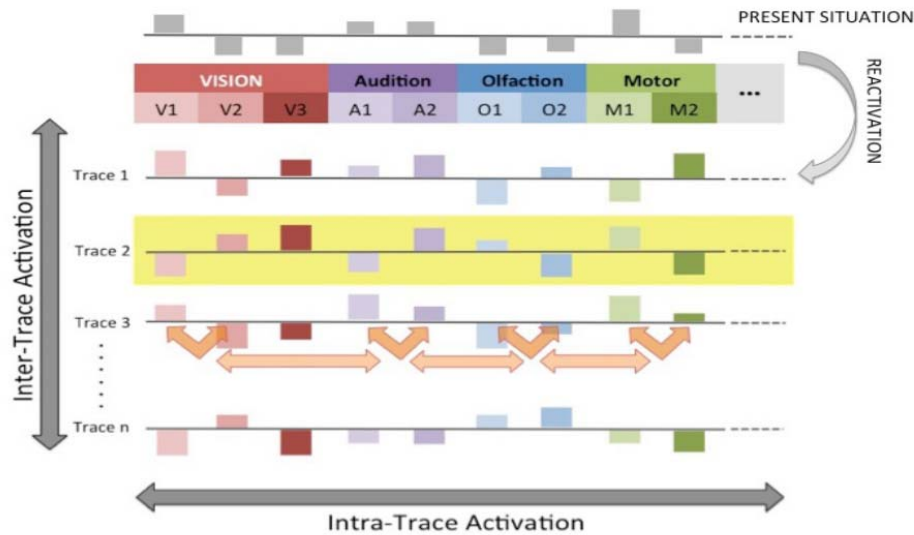 PRESENT SITUATION
REACTIVATION
VISION Audition Olfaction Motor ...
V1 V2 V3 A1 A2 O1 O2 M1 M2
Trace 1
Trace 2
Trace 3
Trace n
Inter-Trace Activation
Intra-Trace Activation